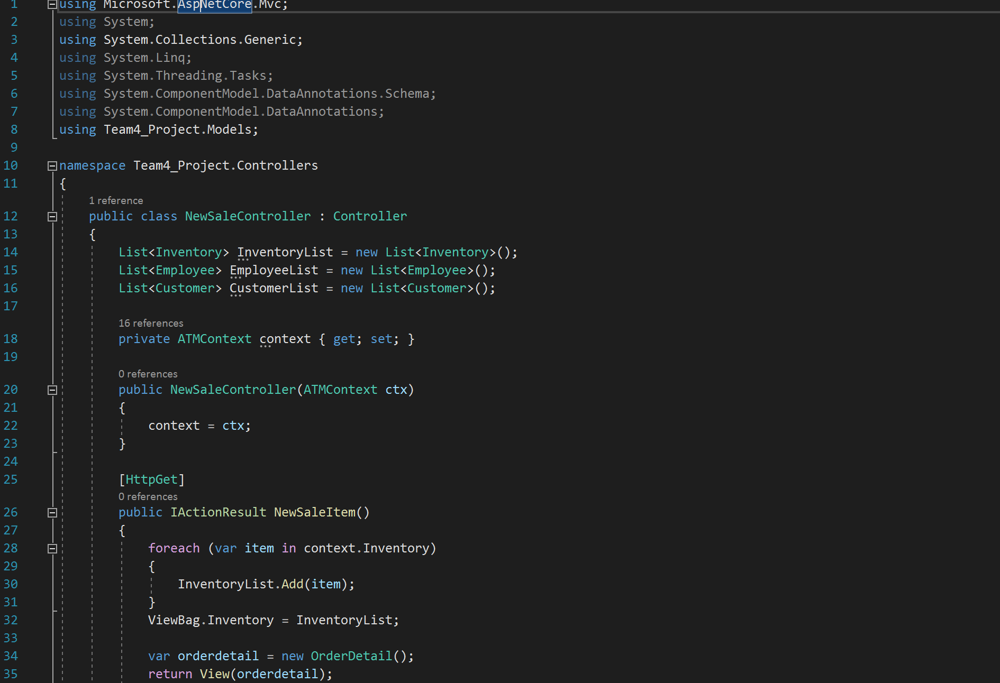 1 using Microsoft.AspNetCore.Mvc;
2 using System;
3 using System.Collections.Generic;
4 using System.Linq;
5 using System.Threading.Tasks;
6 using System.ComponentModel.DataAnnotations.Schema;
7 using System.ComponentModel.DataAnnotations;
8 using Team4_Project.Models;
9
10 namespace Team4_Project.Controllers
11 {
1 reference
12 public class NewSaleController : Controller
13 {
14 List<Inventory> InventoryList = new List<Inventory>();
15 List<Employee> EmployeeList = new List<Employee>();
16 List<Customer> CustomerList = new List<Customer>();
17
16 references
18 private ATMContext context { get; set; }
19
0 references
20 public NewSaleController(ATMContext ctx)
21 {
22 context = ctx;
23 }
24
25 [HttpGet]
0 references
26 public IActionResult NewSaleItem()
27 {
28 foreach (var item in context.Inventory)
29 {
30 InventoryList.Add(item);
31 }
32 ViewBag.Inventory = InventoryList;
33
34 var orderdetail = new OrderDetail();
35 return View(orderdetail);